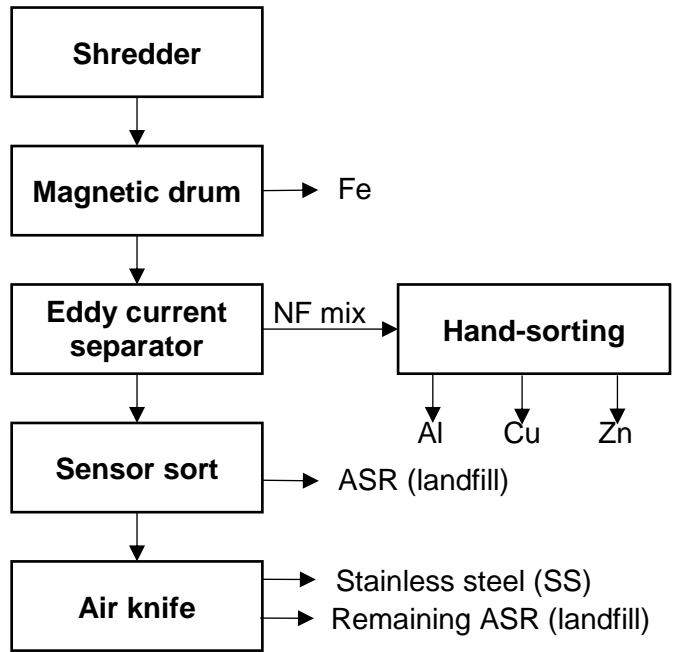 Shredder
Magnetic drum
Fe
Eddy current
separator
NF mix
Hand-sorting
Al
Cu
Zn
Sensor sort
ASR (landfill)
Air knife
Stainless steel (SS)
Remaining ASR (landfill)